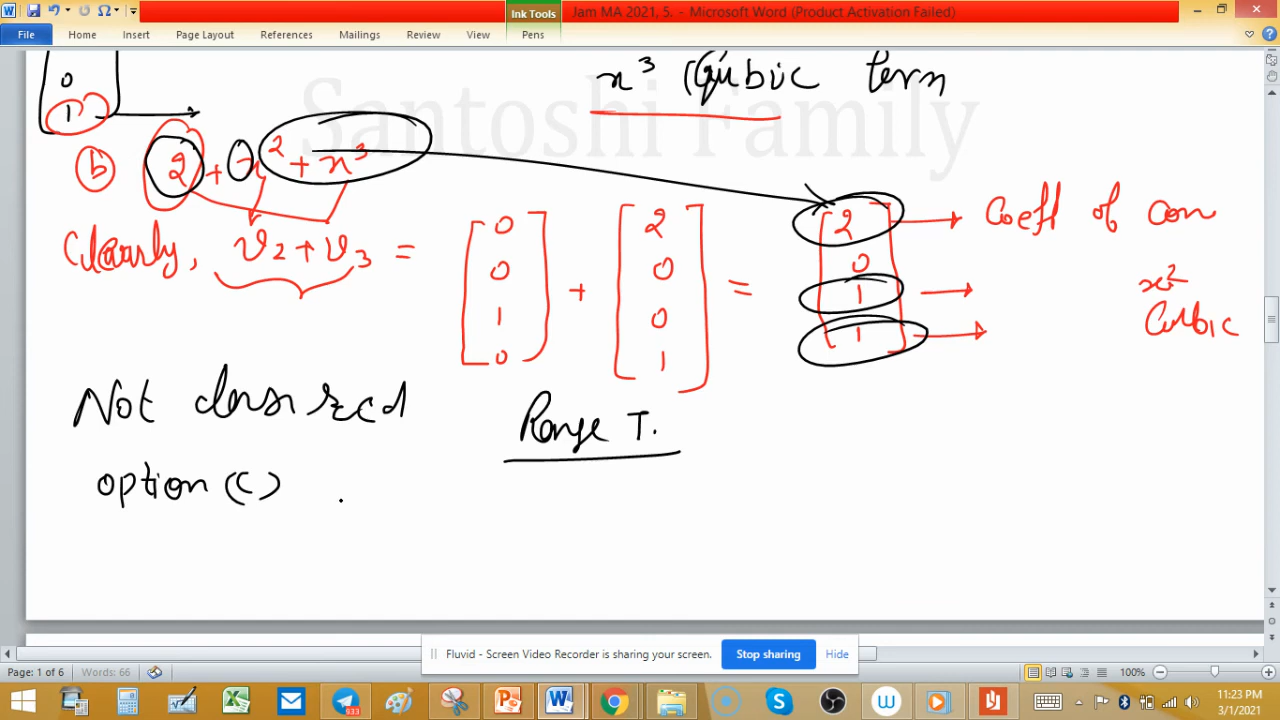 Ink Tools
Jam MA 2021, 5. - Microsoft Word (Product Activation Failed)
File Home Insert Page Layout References Mailings Review View Pens
Santoshi Family
0
1
x³ (Qubic term
(b) 2 + x² + x³
Clearly, v₂ + v₃ = [0 0 1 0] + [2 0 0 1] = [2 0 1 1]
→ Coeff of con
→ x²
→ Cubic
Not
Range T.
option (C)
Fluvid - Screen Video Recorder is sharing your screen. Stop sharing Hide
Page: 1 of 6 Words: 66 100%
933
11:23 PM
3/1/2021